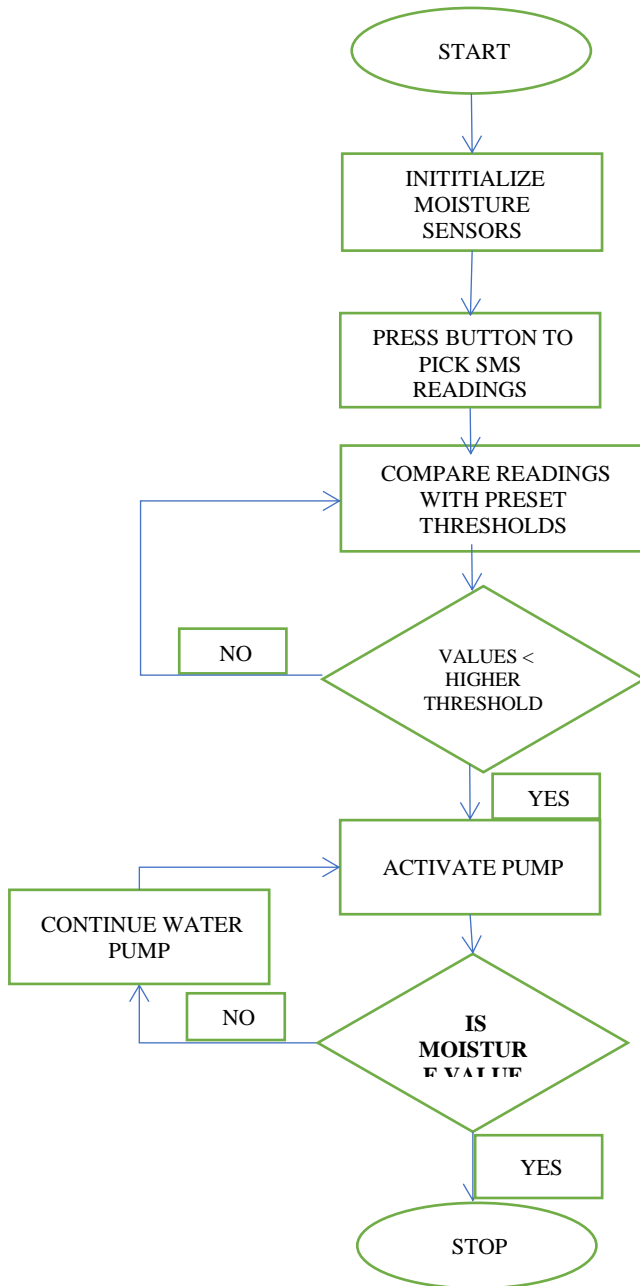 START
INITITIALIZE
MOISTURE
SENSORS
PRESS BUTTON TO
PICK SMS
READINGS
COMPARE READINGS
WITH PRESET
THRESHOLDS
NO
VALUES <
HIGHER
THRESHOLD
YES
ACTIVATE PUMP
CONTINUE WATER
PUMP
NO
IS
MOISTUR
E VALUE
YES
STOP